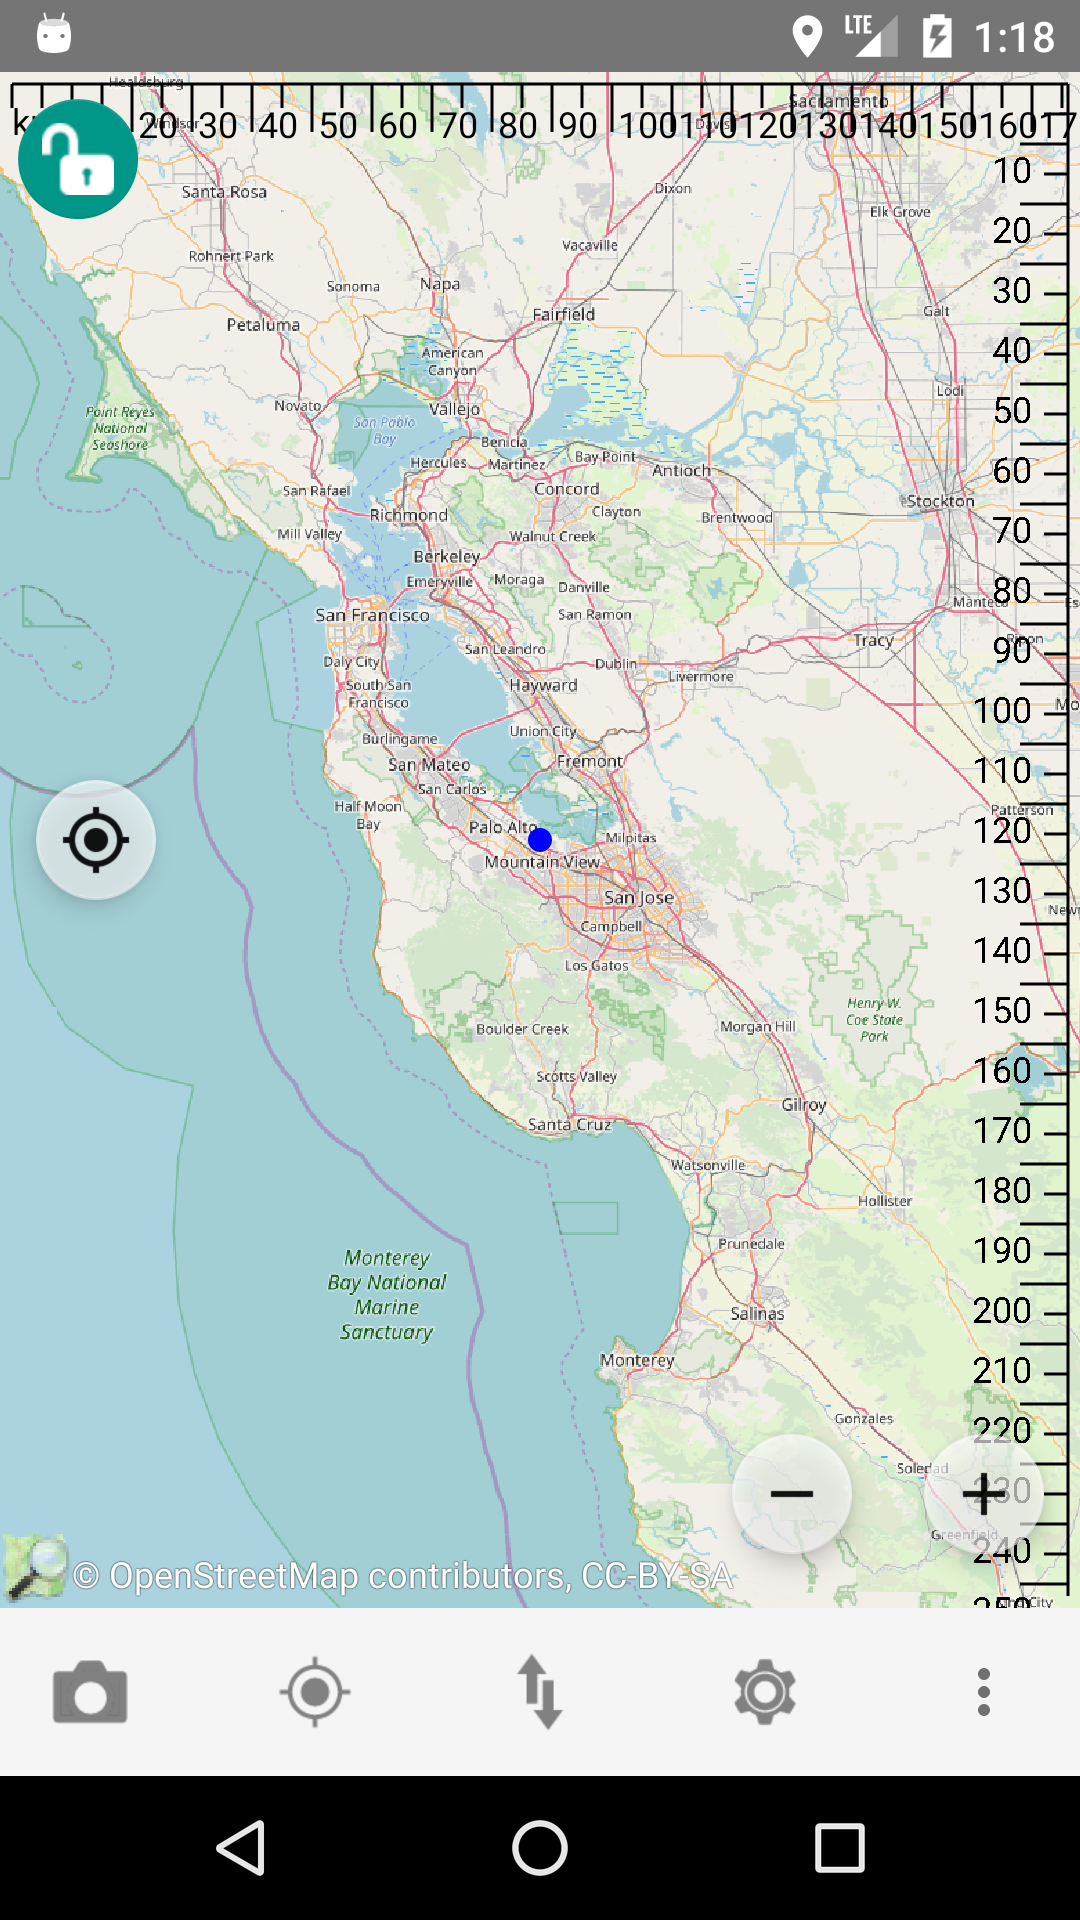 LTE 1:18
Healdsburg
Sacramento
Windsor
Davis
20 30 40 50 60 70 80 90 100 110 120 130 140 150 160 17
10
Santa Rosa
Dixon
Elk Grove
20
Vacaville
Rohnert Park
Sonoma
Napa
30
Fairfield
Galt
Petaluma
40
American
Canyon
Lodi
Novato
Vallejo
50
Point Reyes
National
Seashore
San Pablo
Bay
Benicia
Bay Point
Hercules
Martinez
Antioch
60
San Rafael
Concord
Stockton
Richmond
Clayton
Brentwood
70
Mill Valley
Walnut Creek
Berkeley
Emeryville
Moraga
Danville
80
Manteca
Es
San Francisco
San Ramon
Tracy
Ripon
90
San Leandro
Daly City
Dublin
Livermore
South San
Francisco
Hayward
Mo
100
Burlingame
Union City
San Mateo
Fremont
110
San Carlos
Half Moon
Bay
Patterson
Palo Alto
Milpitas
120
Mountain View
San Jose
130
Newm
Campbell
140
Los Gatos
Henry W.
Coe State
Park
150
Boulder Creek
Morgan Hill
160
Scotts Valley
Gilroy
Santa Cruz
170
Watsonville
180
Hollister
Prunedale
190
Monterey
Bay National
Marine
Sanctuary
200
Salinas
Monterey
210
Gonzales
220
Soledad
230
Greenfield
240
250
King City
© OpenStreetMap contributors, CC-BY-SA